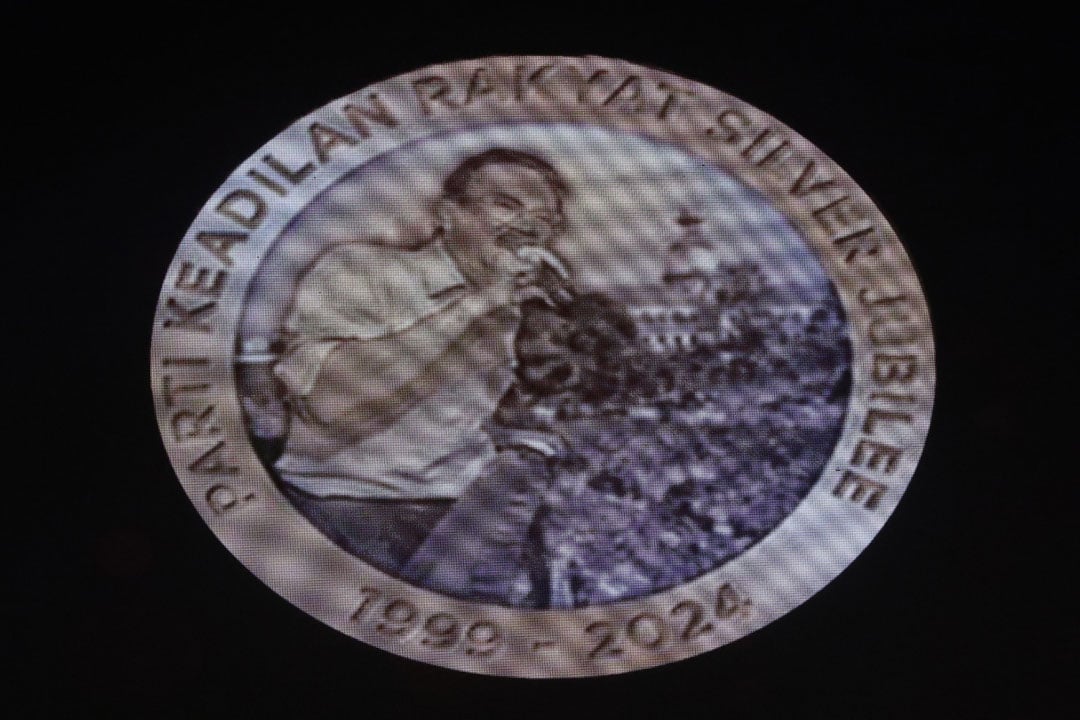 PARTI KEADILAN RAKYAT SILVER JUBILEE
1999 - 2024